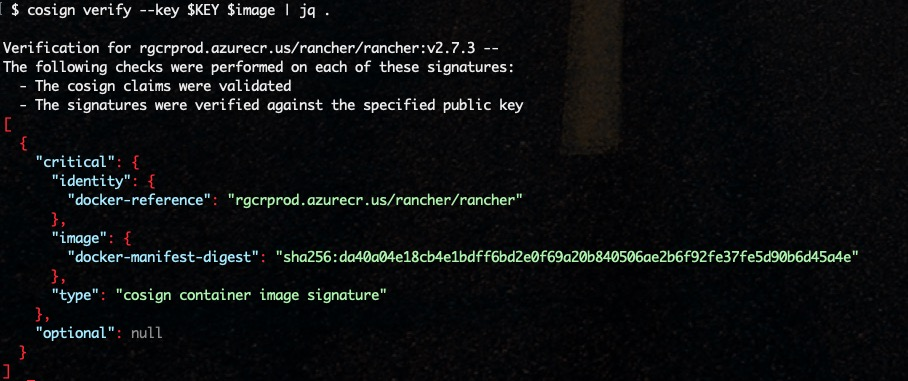 $ cosign verify --key $KEY $image | jq .
Verification for rgcrprod.azurecr.us/rancher/rancher:v2.7.3 --
The following checks were performed on each of these signatures:
  - The cosign claims were validated
  - The signatures were verified against the specified public key
[
  {
    "critical": {
      "identity": {
        "docker-reference": "rgcrprod.azurecr.us/rancher/rancher"
      },
      "image": {
        "docker-manifest-digest": "sha256:da40a04e18cb4e1bdff6bd2e0f69a20b840506ae2b6f92fe37fe5d90b6d45a4e"
      },
      "type": "cosign container image signature"
    },
    "optional": null
  }
]